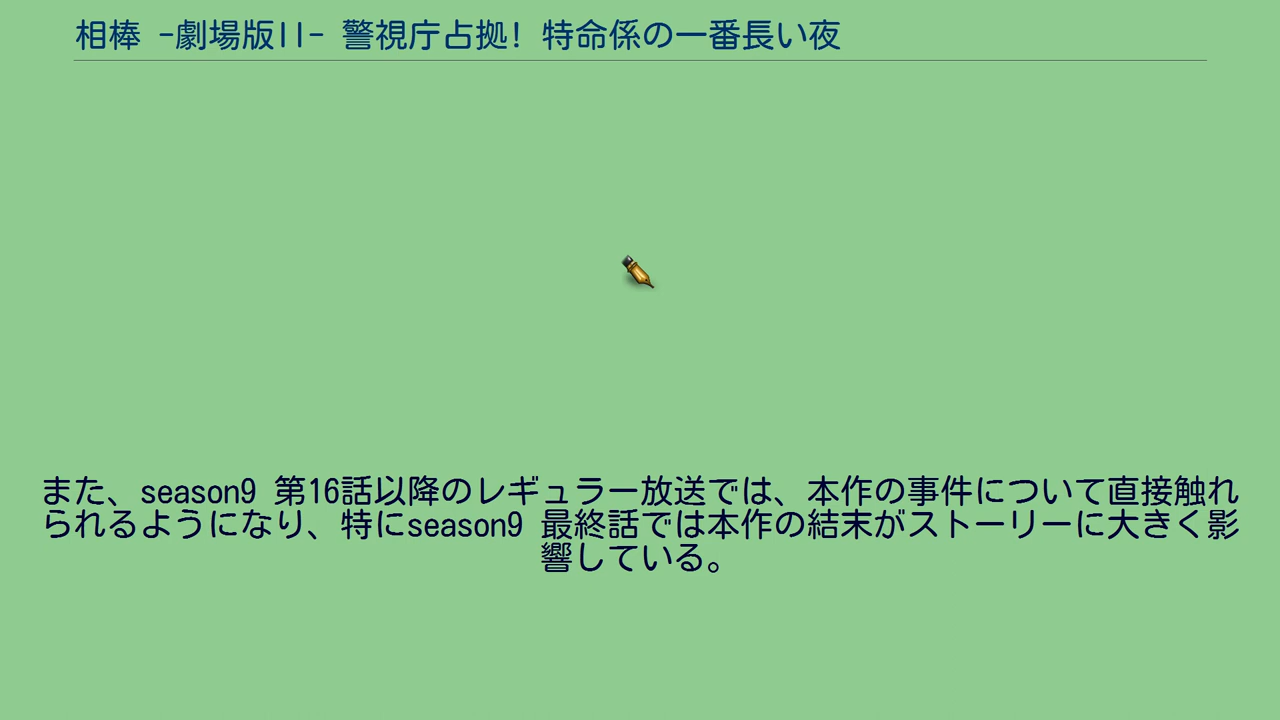 相棒 -劇場版II- 警視庁占拠! 特命係の一番長い夜
また、season9 第16話以降のレギュラー放送では、本作の事件について直接触れ
られるようになり、特にseason9 最終話では本作の結末がストーリーに大きく影
響している。